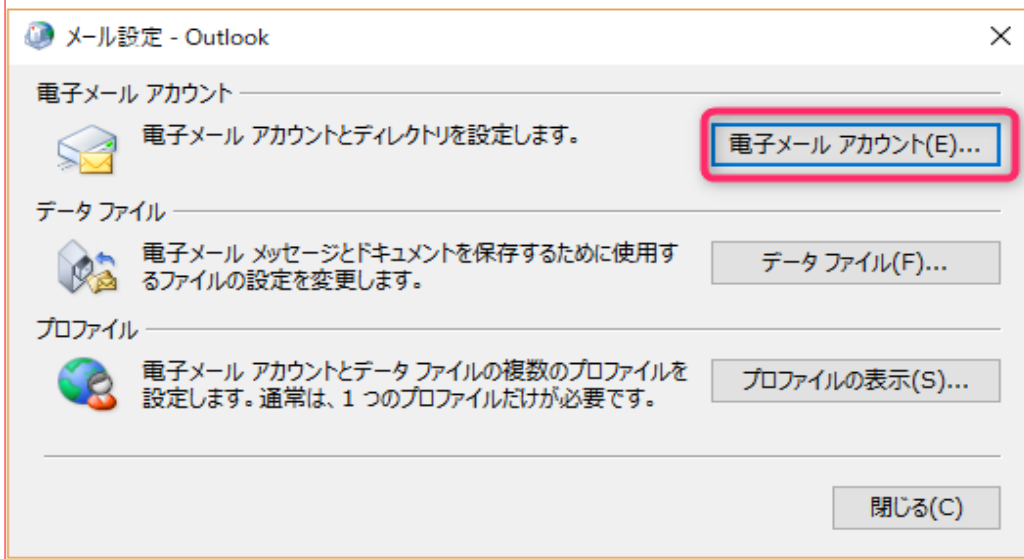 メール設定 - Outlook
電子メール アカウント
電子メール アカウントとディレクトリを設定します。
電子メール アカウント(E)...
データ ファイル
電子メール メッセージとドキュメントを保存するために使用す
るファイルの設定を変更します。
データ ファイル(F)...
プロファイル
電子メール アカウントとデータ ファイルの複数のプロファイルを
設定します。通常は、1 つのプロファイルだけが必要です。
プロファイルの表示(S)...
閉じる(C)